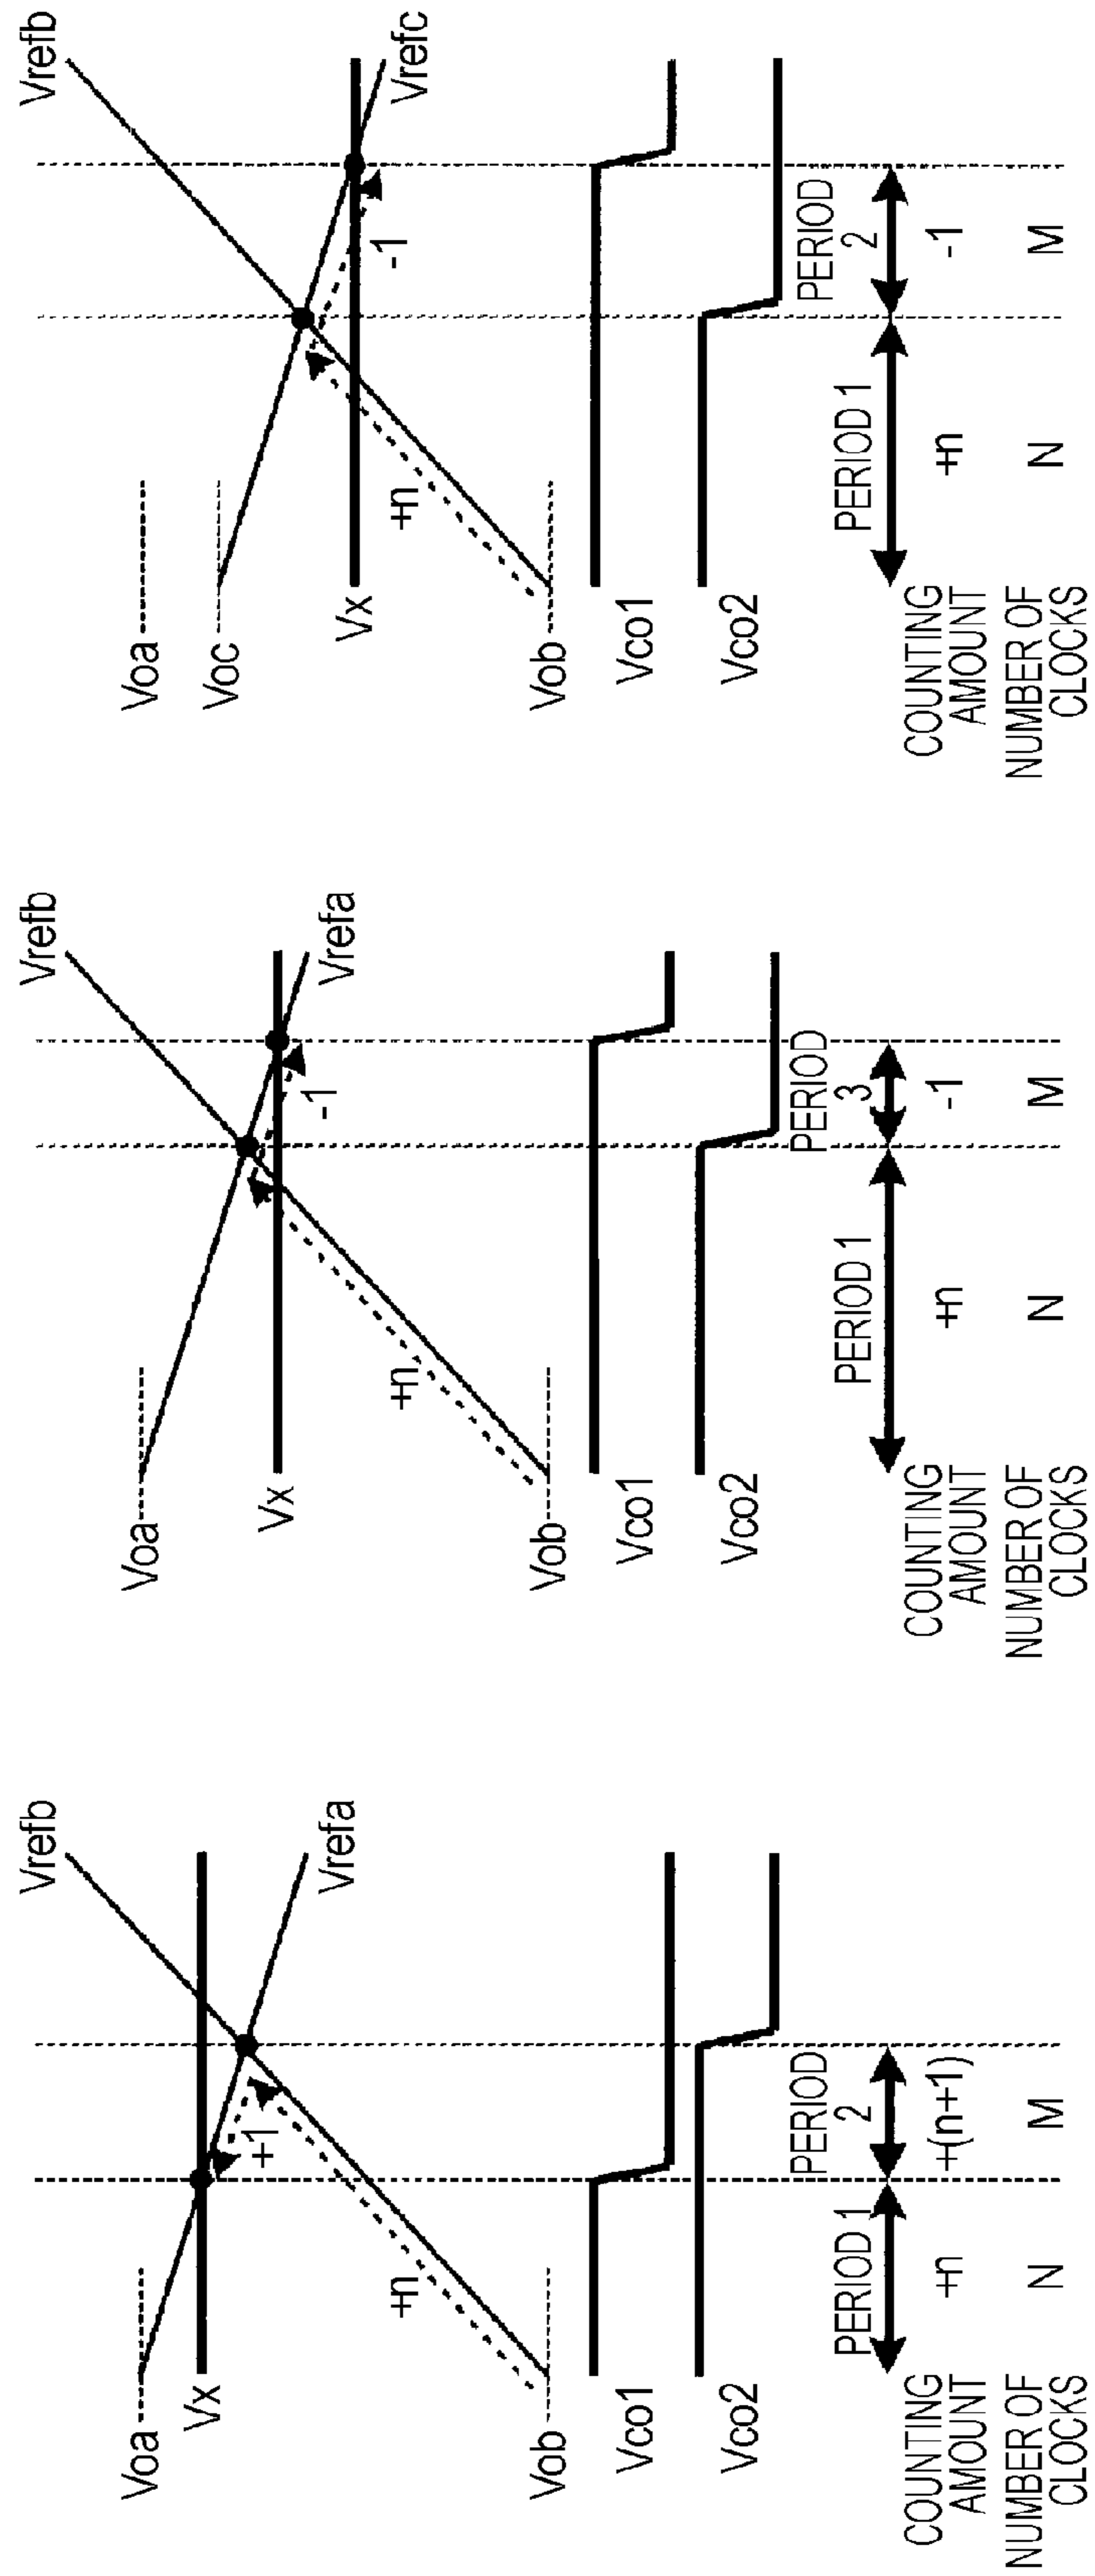 Voa
Vx
Vob
Vrefb
Vrefa
+1
+n
Vco1
Vco2
PERIOD 1
PERIOD
2
COUNTING
AMOUNT
+n
+(n+1)
NUMBER OF
CLOCKS
N
M
Voa
Vx
Vob
Vrefb
Vrefa
-1
+n
Vco1
Vco2
PERIOD 1
PERIOD
3
COUNTING
AMOUNT
+n
-1
NUMBER OF
CLOCKS
N
M
Voa
Voc
Vx
Vob
Vrefb
Vrefc
-1
+n
Vco1
Vco2
PERIOD 1
PERIOD
2
COUNTING
AMOUNT
+n
-1
NUMBER OF
CLOCKS
N
M